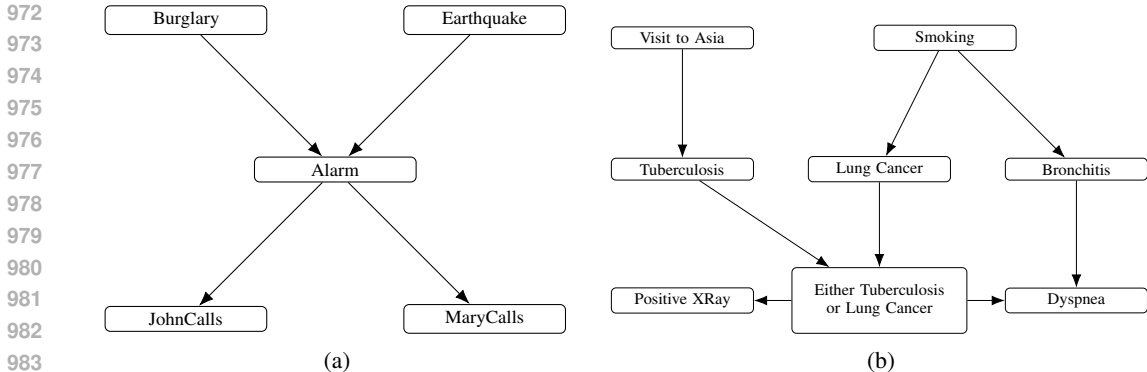 972
973
974
975
976
977
978
979
980
981
982
983
Burglary
Earthquake
Alarm
JohnCalls
MaryCalls
(a)
Visit to Asia
Smoking
Tuberculosis
Lung Cancer
Bronchitis
Positive XRay
Either Tuberculosis
or Lung Cancer
Dyspnea
(b)